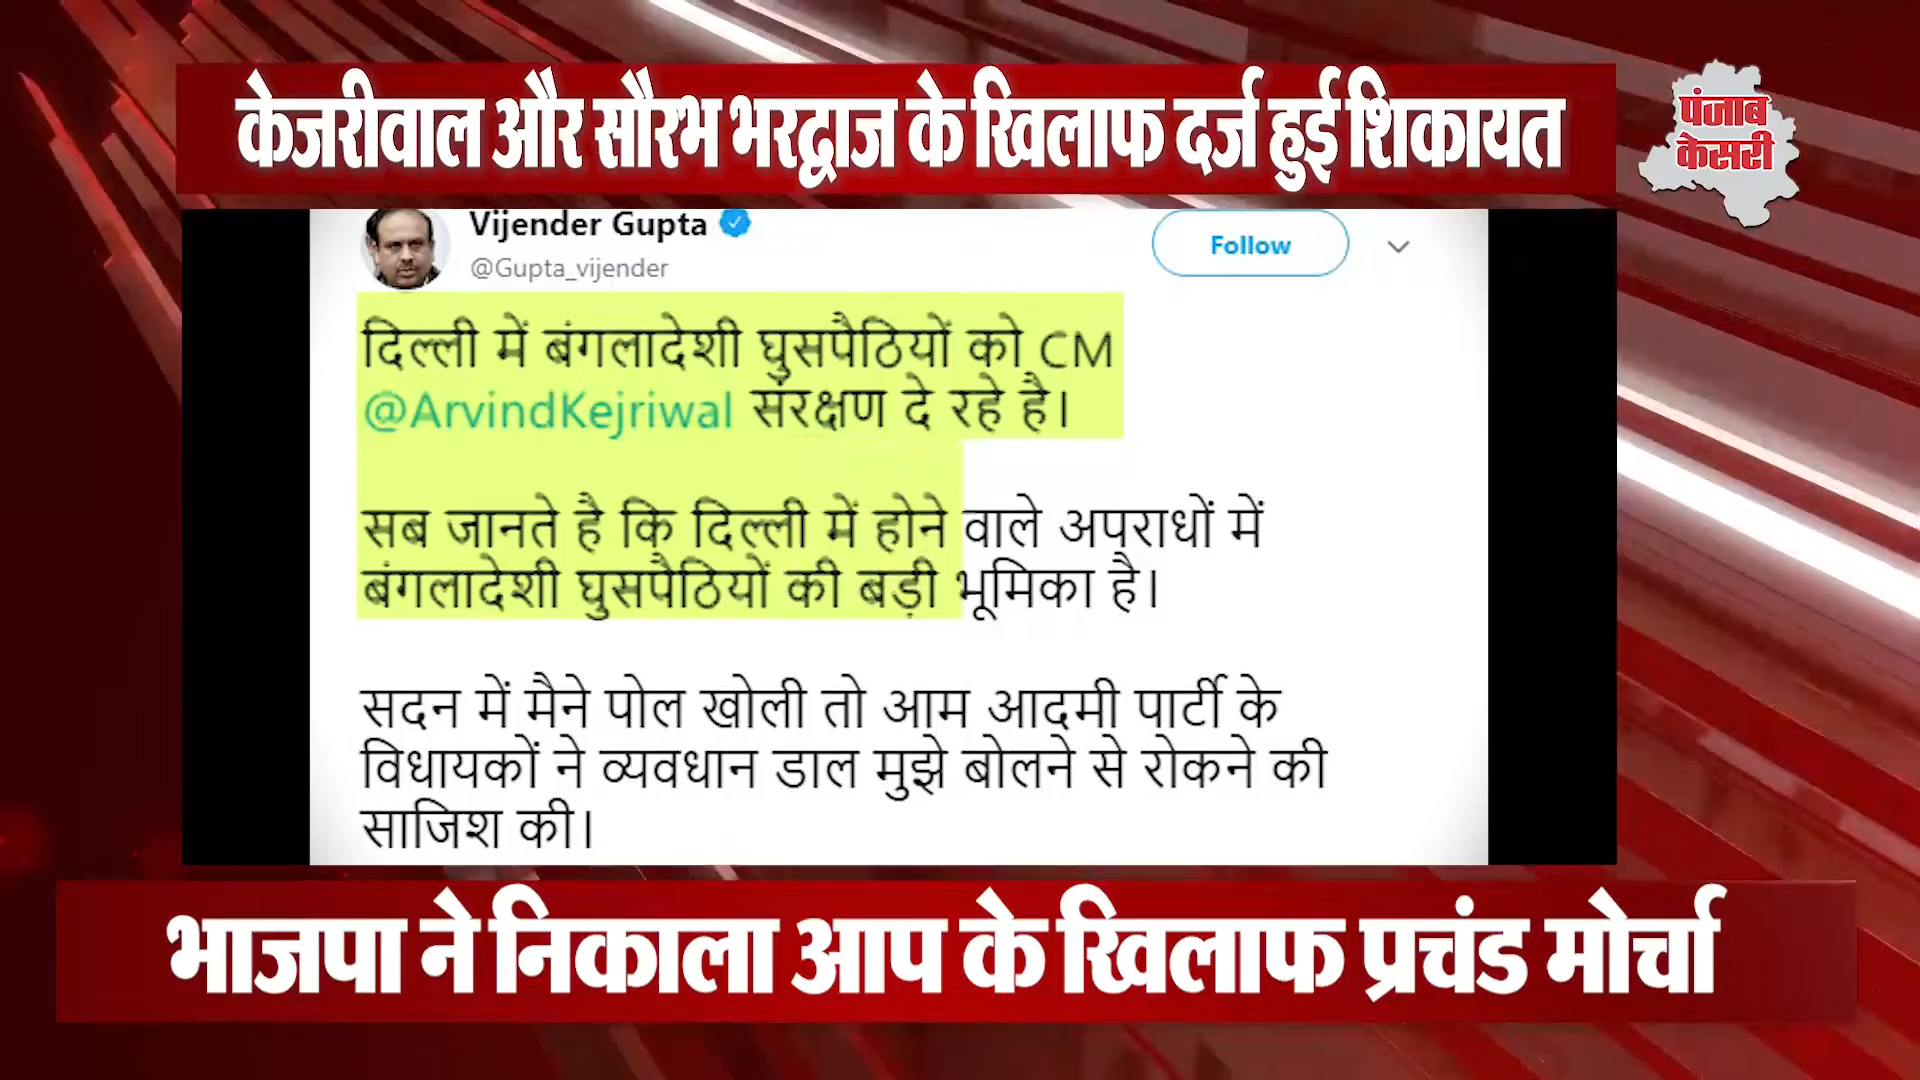 केजरीवाल और सौरभ भरद्वाज के खिलाफ दर्ज हुई शिकायत
पंजाब
केसरी
Vijender Gupta
@Gupta_vijender
Follow
दिल्ली में बंगलादेशी घुसपैठियों को CM
@ArvindKejriwal संरक्षण दे रहे है।
सब जानते है कि दिल्ली में होने वाले अपराधों में
बंगलादेशी घुसपैठियों की बड़ी भूमिका है।
सदन में मैने पोल खोली तो आम आदमी पार्टी के
विधायकों ने व्यवधान डाल मुझे बोलने से रोकने की
साजिश की।
भाजपा ने निकाला आप के खिलाफ प्रचंड मोर्चा